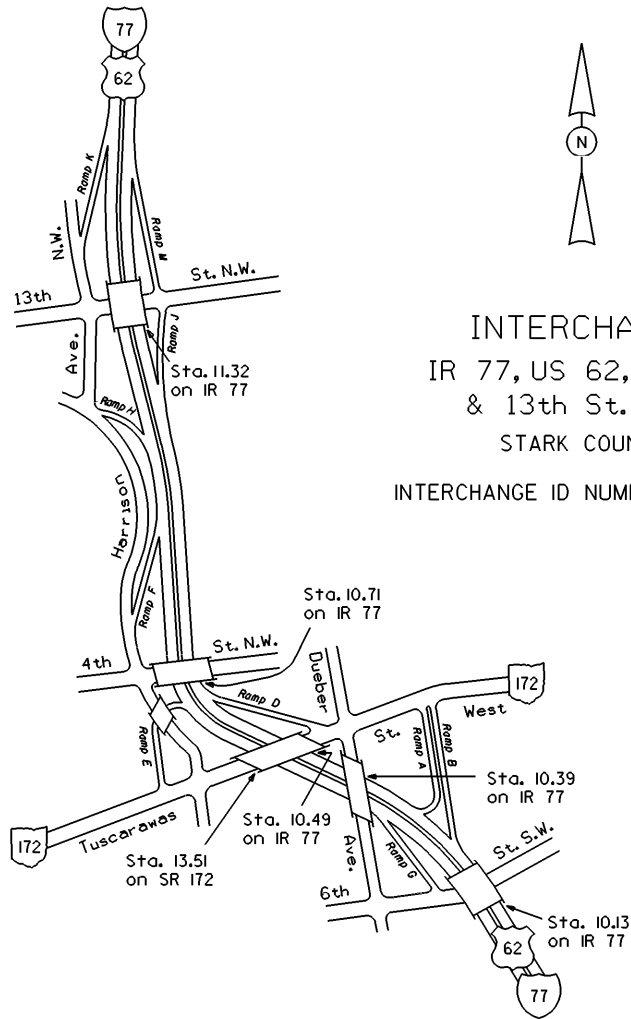 77
62
N
Ramp K
N.W.
Ramp M
St. N.W.
13th
Ave.
Ramp J
Sta. 11.32
on IR 77
INTERCHA
IR 77, US 62,
& 13th St.
STARK COUN
INTERCHANGE ID NUM
Ramp H
Harrison
Ramp F
Sta. 10.71
on IR 77
4th
St. N.W.
Dueber
172
Ramp D
West
St.
Ramp E
Ramp A
Ramp B
Sta. 10.39
on IR 77
Sta. 10.49
on IR 77
Tuscarawas
172
Sta. 13.51
on SR 172
Ave.
Ramp G
St. S.W.
6th
Sta. 10.13
on IR 77
62
77